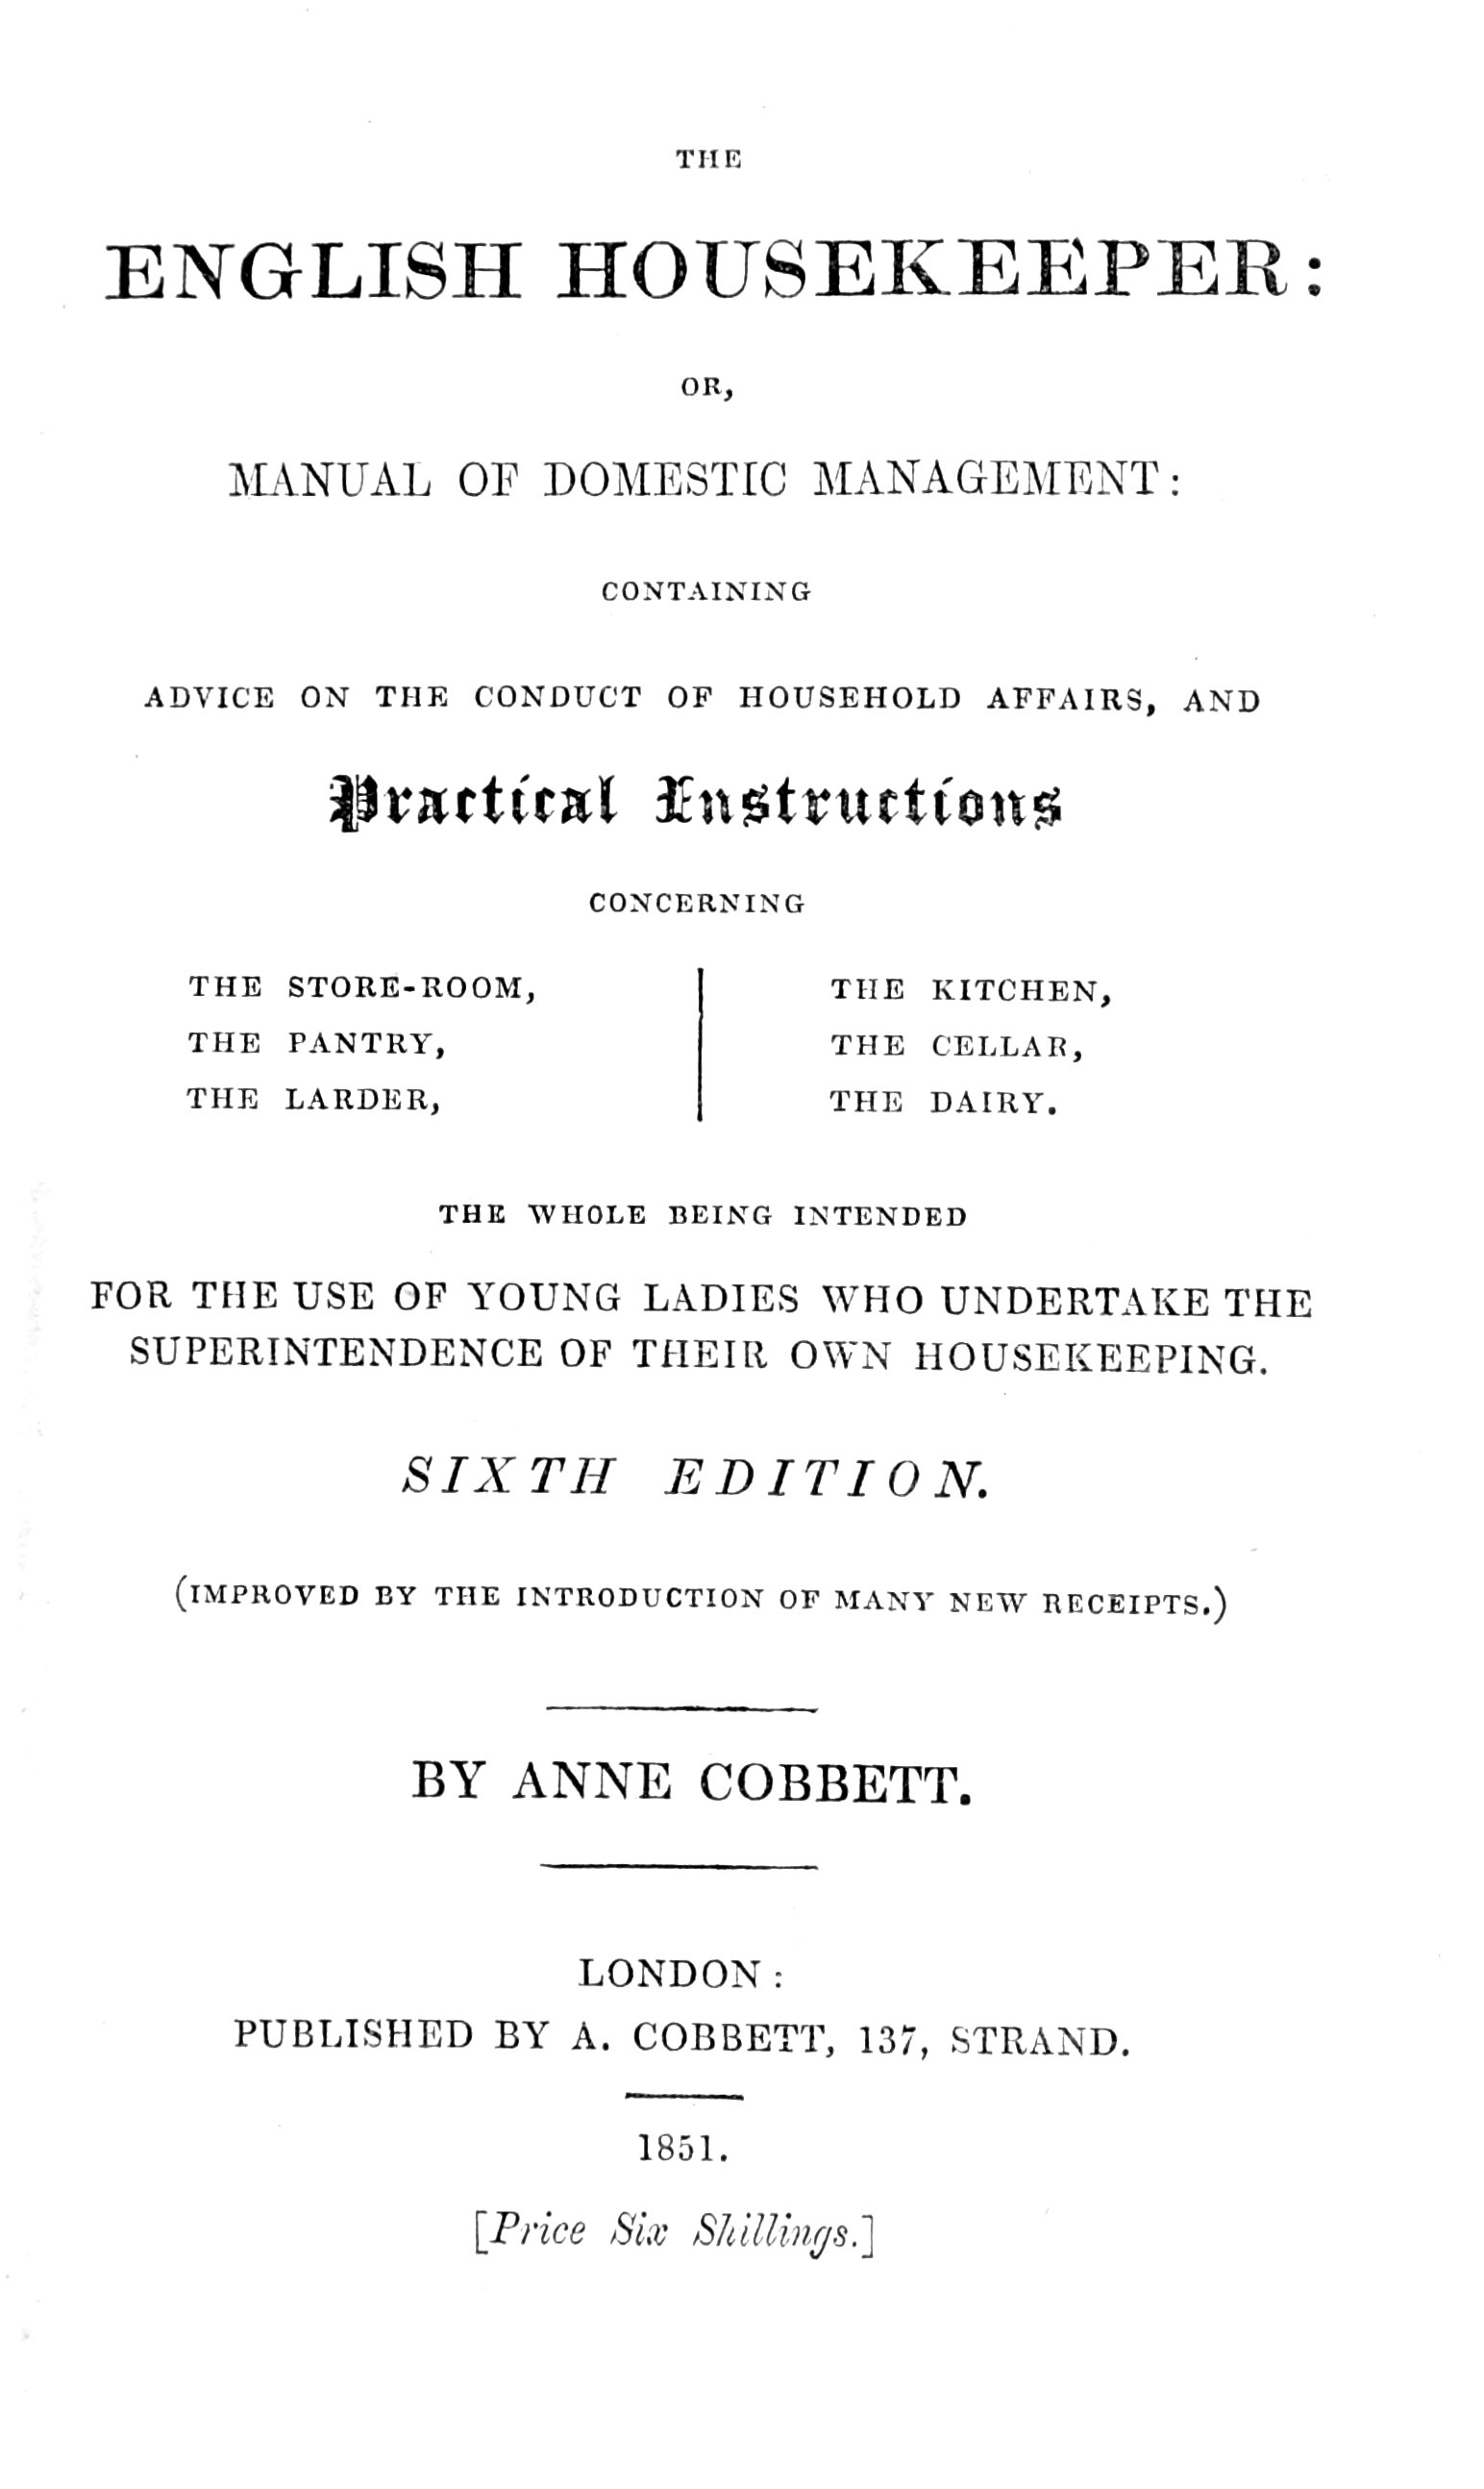 THE
ENGLISH HOUSEKEEPER:
OR,
MANUAL OF DOMESTIC MANAGEMENT:
CONTAINING
ADVICE ON THE CONDUCT OF HOUSEHOLD AFFAIRS, AND
Practical Instructions
CONCERNING
THE STORE-ROOM,
THE PANTRY,
THE LARDER,
THE KITCHEN,
THE CELLAR,
THE DAIRY.
THE WHOLE BEING INTENDED
FOR THE USE OF YOUNG LADIES WHO UNDERTAKE THE
SUPERINTENDENCE OF THEIR OWN HOUSEKEEPING.
SIXTH EDITION.
(IMPROVED BY THE INTRODUCTION OF MANY NEW RECEIPTS.)
BY ANNE COBBETT.
LONDON:
PUBLISHED BY A. COBBETT, 137, STRAND.
1851.
[Price Six Shillings.]